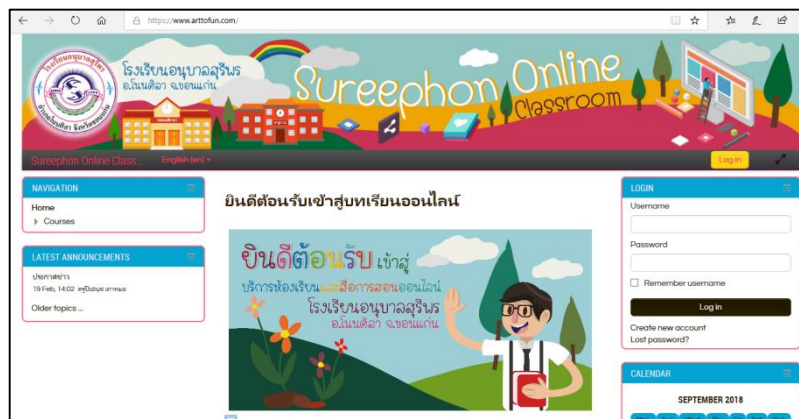 https://www.arttofun.com/
โรงเรียนอนุบาลสุรีพร
อ.โนนศิลา จ.ขอนแก่น
Sureephon Online
Classroom
Sureephon Online Class...
English (en)
Log in
NAVIGATION
Home
Courses
LATEST ANNOUNCEMENTS
ประกาศข่าว
19 Feb, 14:02
Older topics ...
ยินดีต้อนรับเข้าสู่บทเรียนออนไลน์
ยินดีต้อนรับ เข้าสู่
บริการห้องเรียนและสื่อการสอนออนไลน์
โรงเรียนอนุบาลสุรีพร
อ.โนนศิลา จ.ขอนแก่น
LOGIN
Username
Password
Remember username
Log in
Create new account
Lost password?
CALENDAR
SEPTEMBER 2018